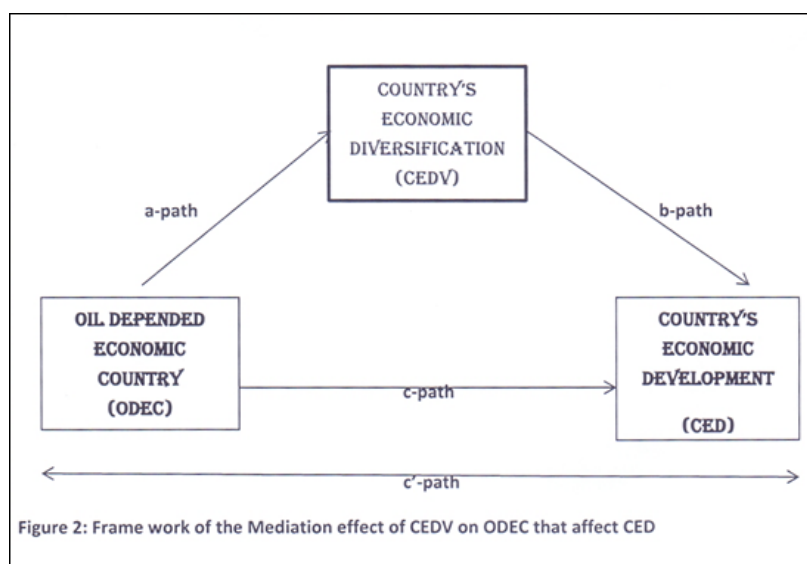 COUNTRY'S
ECONOMIC
DIVERSIFICATION
(CEDV)
a-path
b-path
OIL DEPENDED
ECONOMIC
COUNTRY
(ODEC)
COUNTRY'S
ECONOMIC
DEVELOPMENT
(CED)
c-path
c'-path
Figure 2: Frame work of the Mediation effect of CEDV on ODEC that affect CED